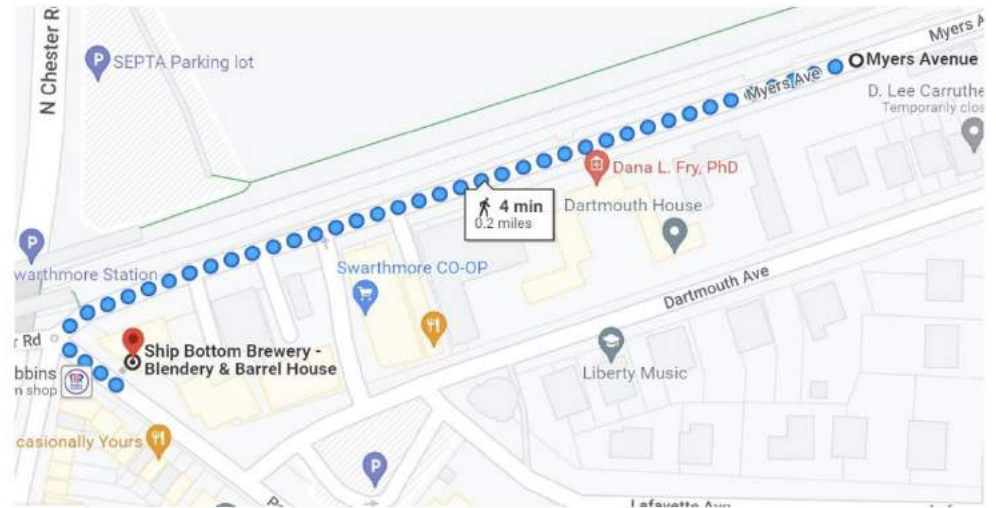 N Chester R
SEPTA Parking lot
Myers A
Myers Avenue
Myers Ave
D. Lee Carruthe
Temporarily clos
Dana L. Fry, PhD
4 min
0.2 miles
Dartmouth House
warthmore Station
Swarthmore CO-OP
Dartmouth Ave
r Rd
Ship Bottom Brewery -
Blendery & Barrel House
bbins
m shop
Liberty Music
casionally Yours
P
P
P
Lafayette Ave